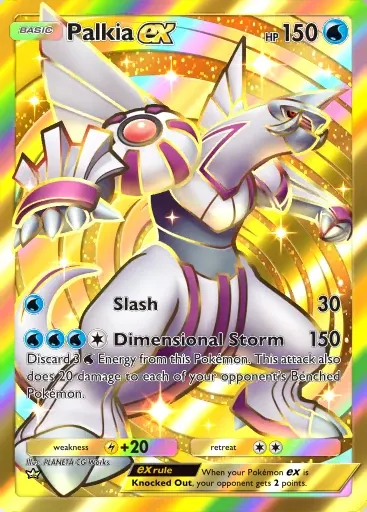 BASIC Palkia ex HP 150
Slash 30
Dimensional Storm 150
Discard 3 Energy from this Pokémon. This attack also
does 20 damage to each of your opponent's Benched
Pokémon.
weakness +20 retreat
Illus. PLANETA CG Works
ex rule When your Pokémon ex is
Knocked Out, your opponent gets 2 points.